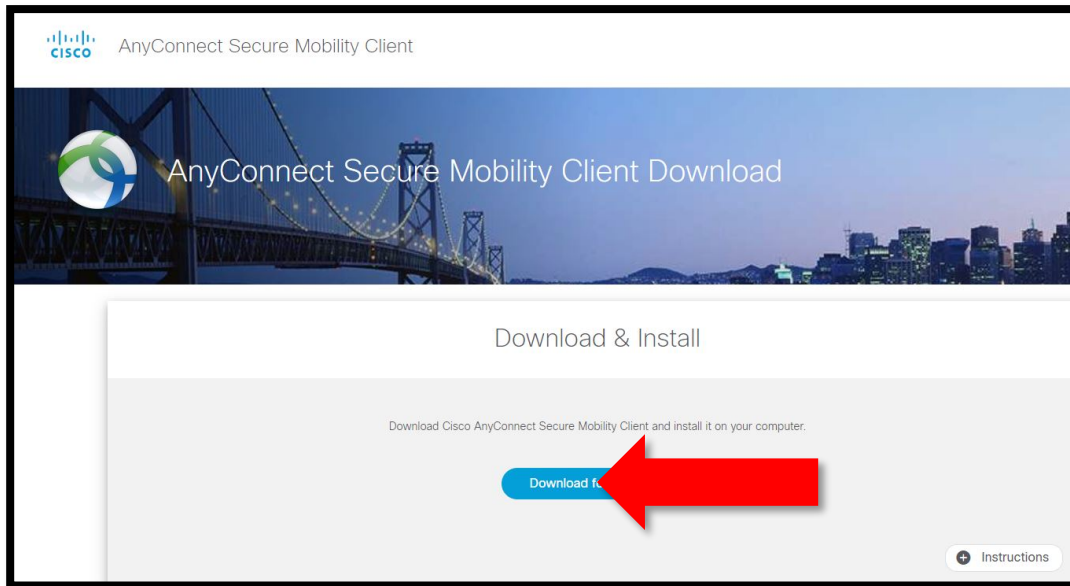 CISCO
AnyConnect Secure Mobility Client
AnyConnect Secure Mobility Client Download
Download & Install
Download Cisco AnyConnect Secure Mobility Client and install it on your computer.
Download
Instructions